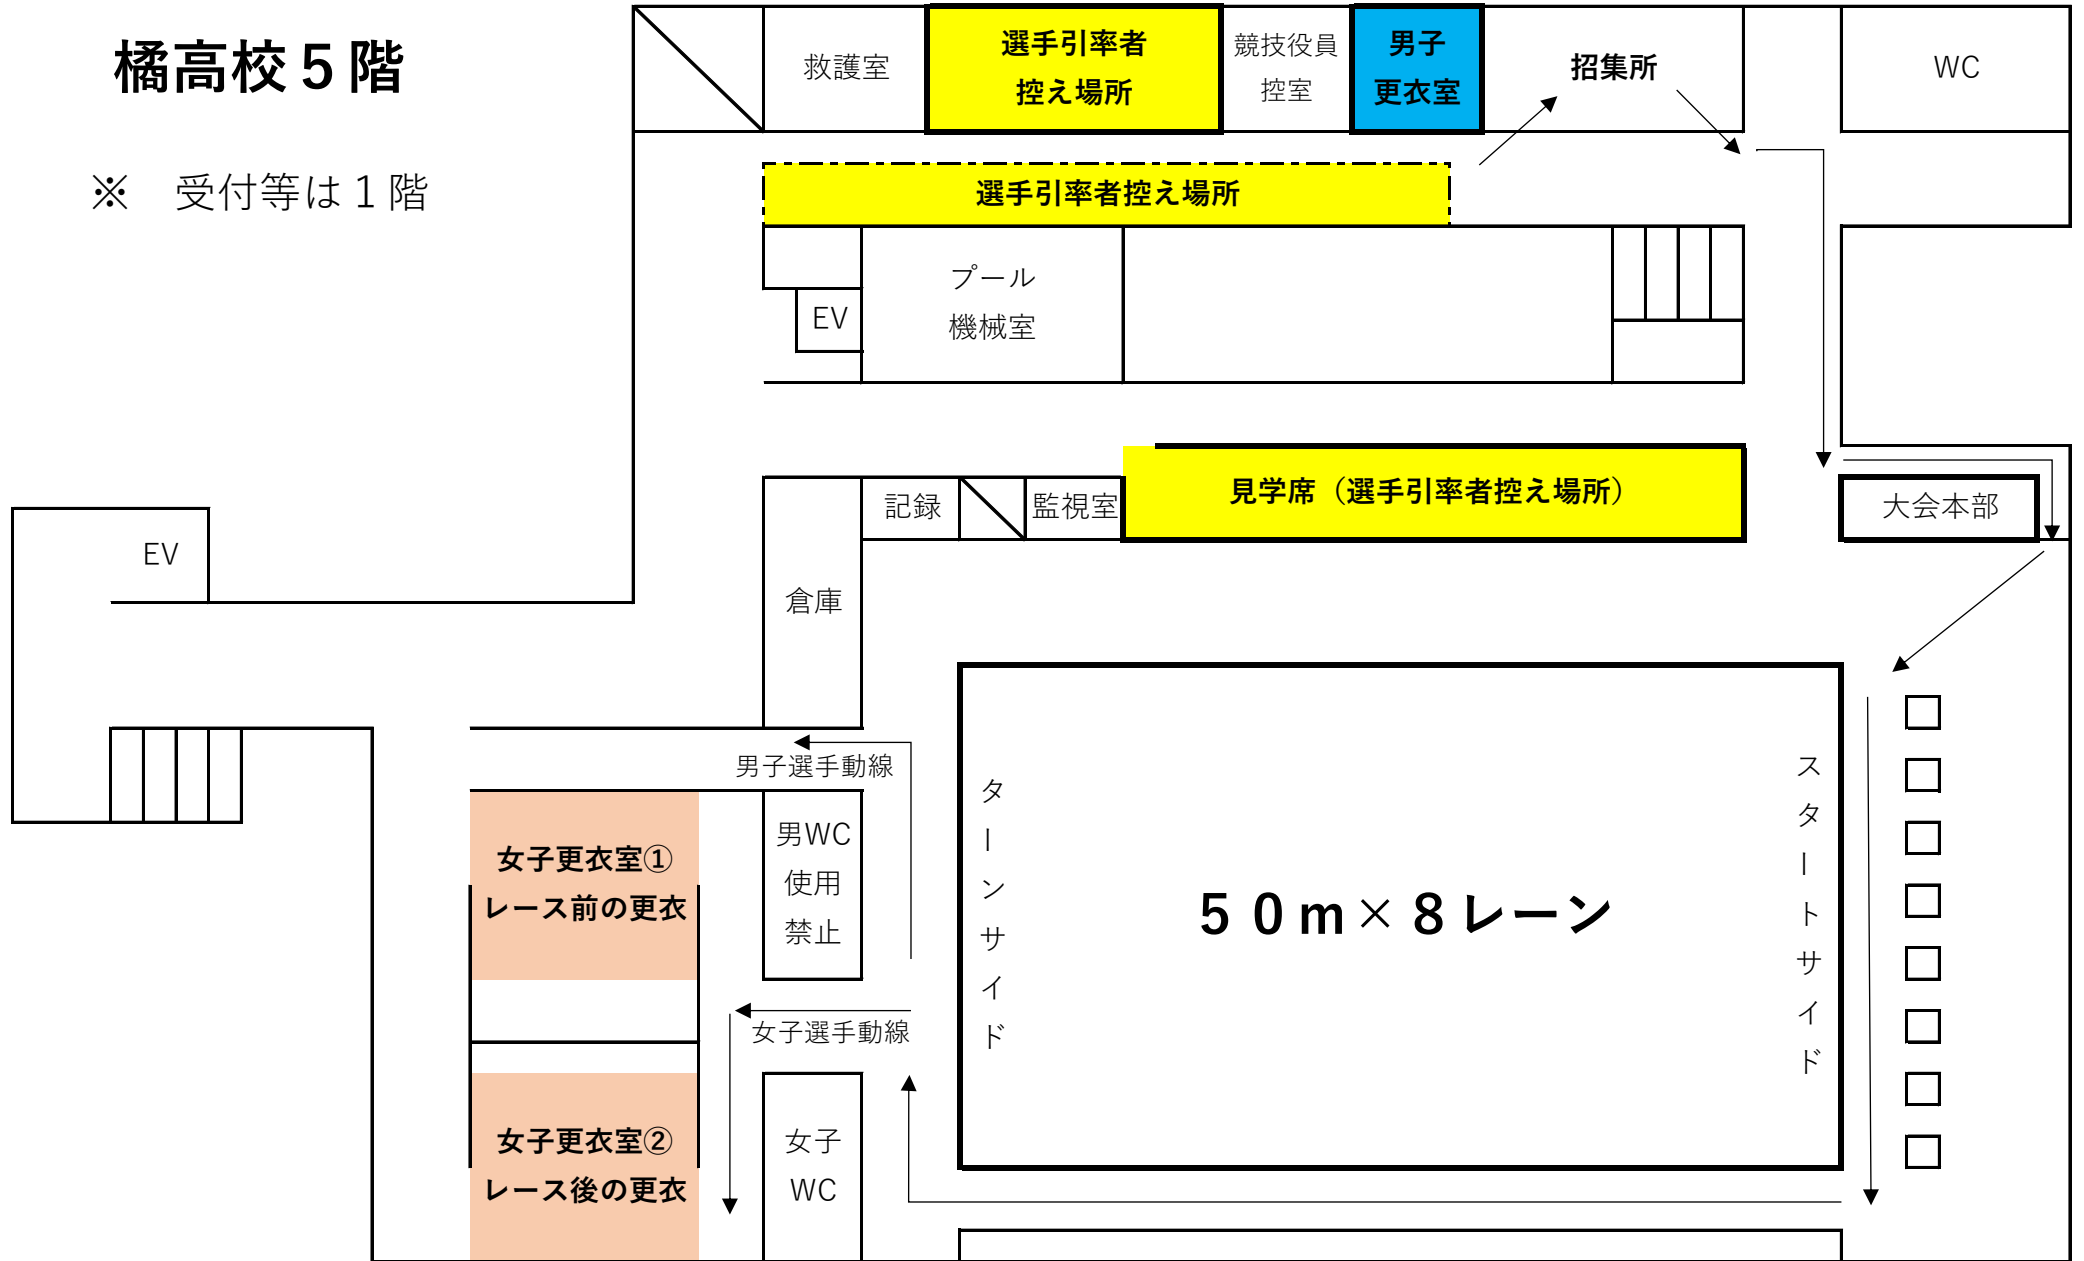 橘高校５階
※　受付等は１階
救護室
選手引率者
控え場所
競技役員
控室
男子
更衣室
招集所
WC
選手引率者控え場所
プール
機械室
EV
見学席（選手引率者控え場所）
記録
監視室
大会本部
EV
倉庫
男子選手動線
女子更衣室①
レース前の更衣
男WC
使用
禁止
ターンサイド
５０ｍ×８レーン
スタートサイド
女子選手動線
女子更衣室②
レース後の更衣
女子
WC